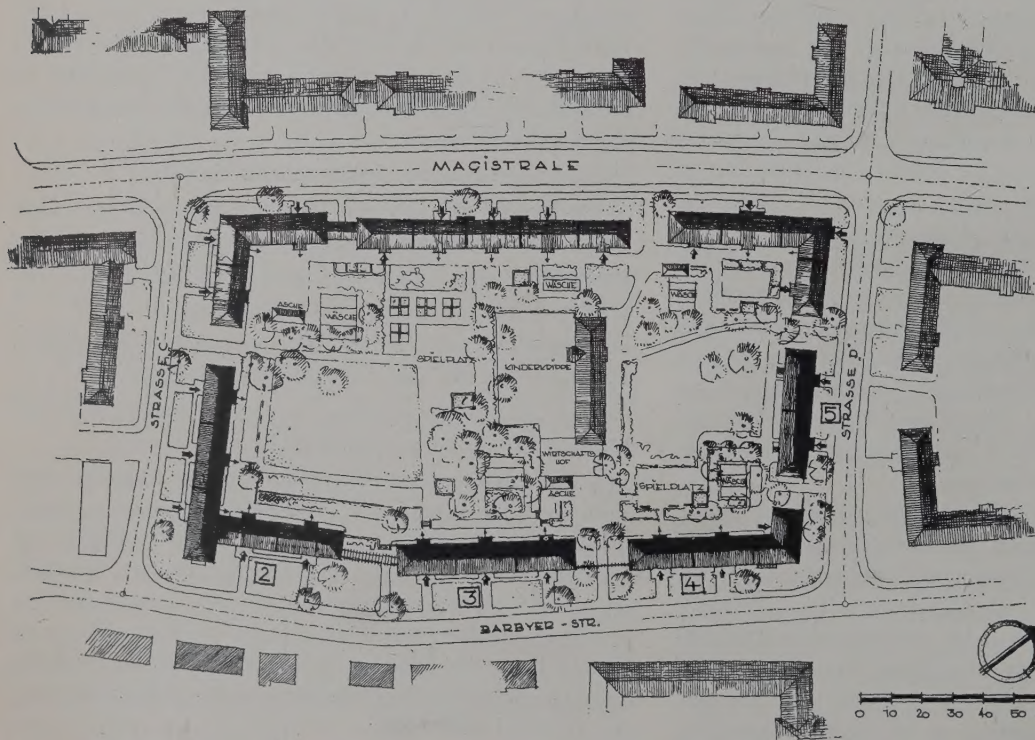 MAGISTRALE
WÄSCHE
WÄSCHE
ASCHE
WÄSCHE
STRASSE C
SPIELPLATZ
KINDERKRIPPE
STRASSE D
5
WIRTSCHAFTS
HOF
SPIELPLATZ
WÄSCHE
ASCHE
2
3
4
BARBYER - STR.
0 10 20 30 40 50